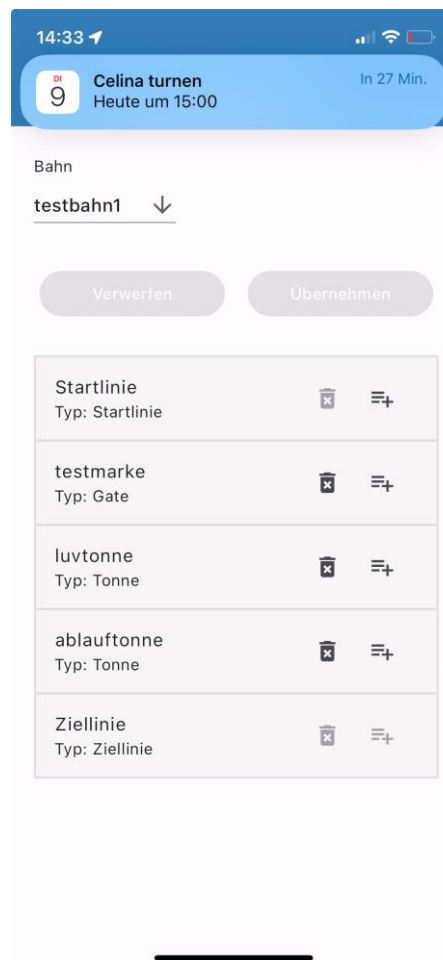 14:33
DI
9
Celina turnen
In 27 Min.
Heute um 15:00
Bahn
testbahn1
Verwerfen
Übernehmen
Startlinie
Typ: Startlinie
testmarke
Typ: Gate
luvtonne
Typ: Tonne
ablauftonne
Typ: Tonne
Ziellinie
Typ: Ziellinie